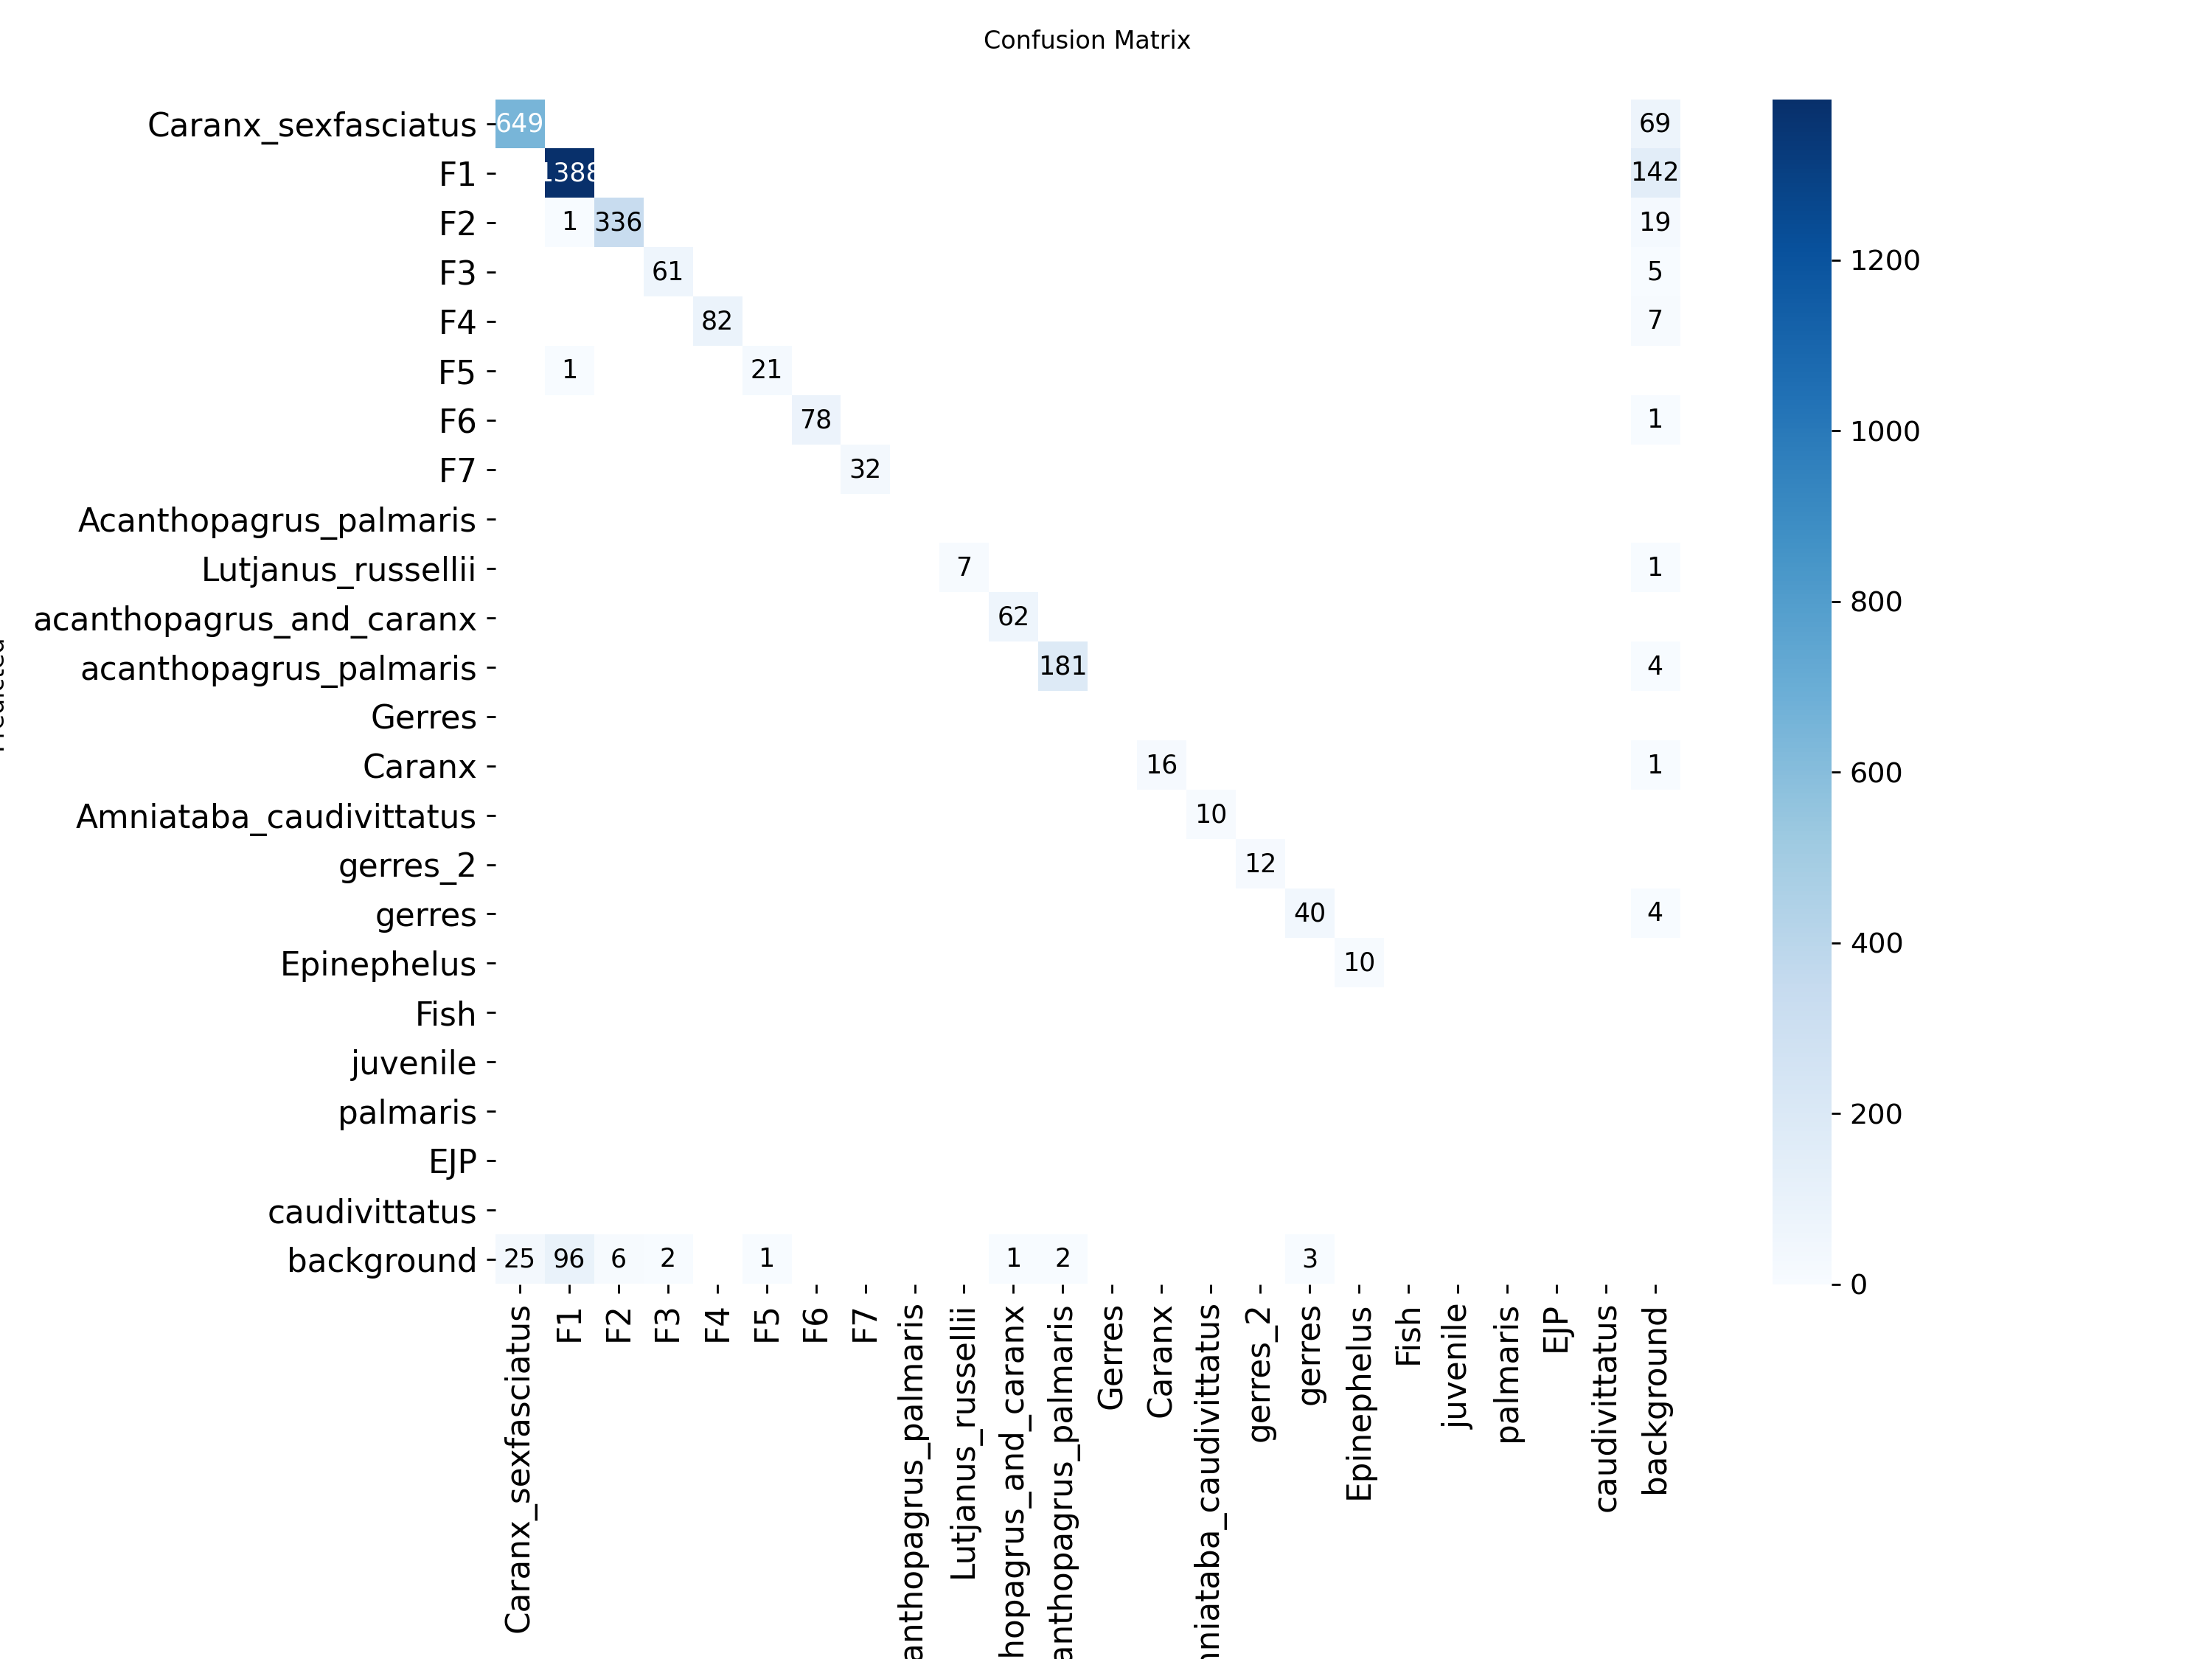 Confusion Matrix
Caranx_sexfasciatus 649 69
F1 1388 142
F2 1 336 19
F3 61 5
F4 82 7
F5 1 21
F6 78 1
F7 32
Acanthopagrus_palmaris
Lutjanus_russellii 7 1
acanthopagrus_and_caranx 62
acanthopagrus_palmaris 181 4
Gerres
Caranx 16 1
Amniataba_caudivittatus 10
gerres_2 12
gerres 40 4
Epinephelus 10
Fish
juvenile
palmaris
EJP
caudivittatus
background 25 96 6 2 1 1 2 3
Caranx_sexfasciatus
F1
F2
F3
F4
F5
F6
F7
anthopagrus_palmaris
Lutjanus_russellii
hopagrus_and_caranx
anthopagrus_palmaris
Gerres
Caranx
niataba_caudivittatus
gerres_2
gerres
Epinephelus
Fish
juvenile
palmaris
EJP
caudivittatus
background
1200
1000
800
600
400
200
0